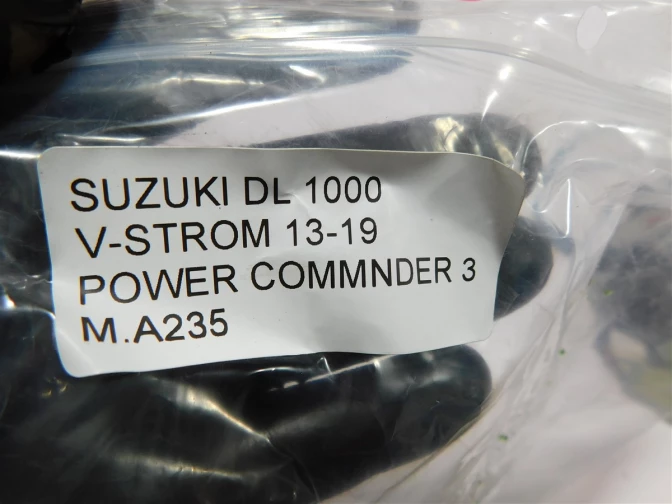 SUZUKI DL 1000
V-STROM 13-19
POWER COMMNDER 3
M.A235